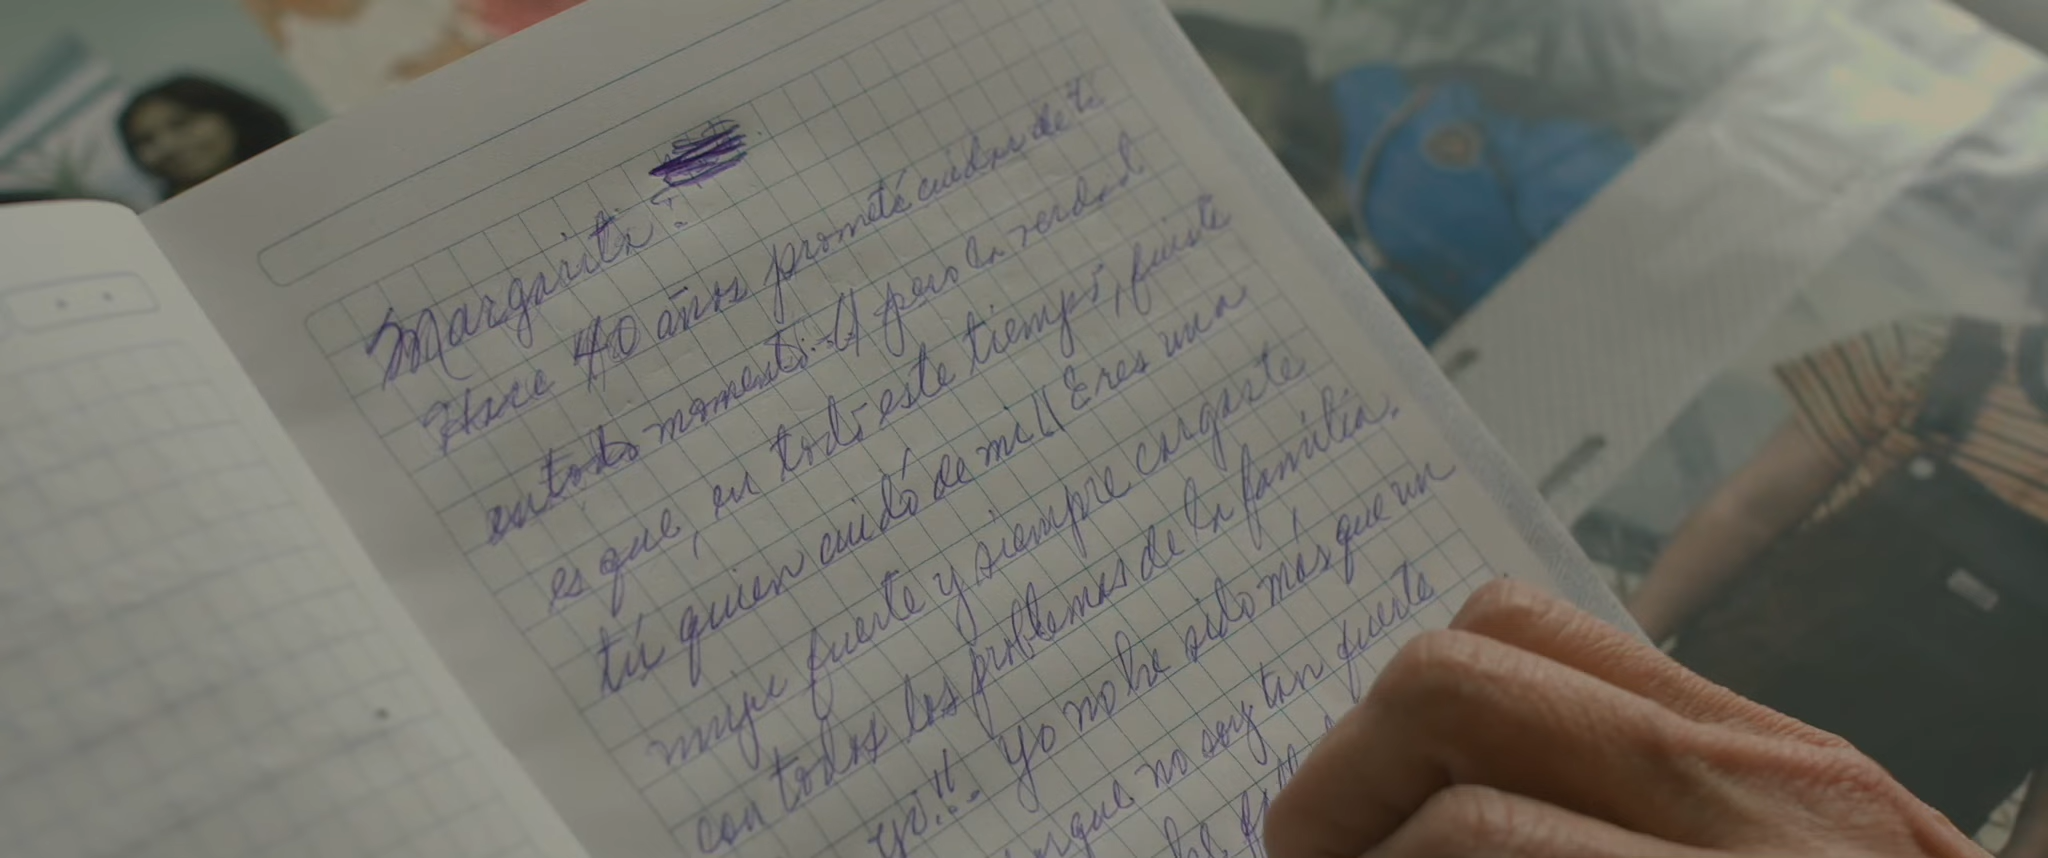 Margarita:
Hace 40 años prometí cuidar de ti
en todo momento. pero la verdad
es que, en todo este tiempo, fuiste
tú quien cuidó de mi!! Eres una
mujer fuerte y siempre cargaste
con todos los problemas de la familia.
yo!!. Yo no he sido más que un
no soy tan fuerte